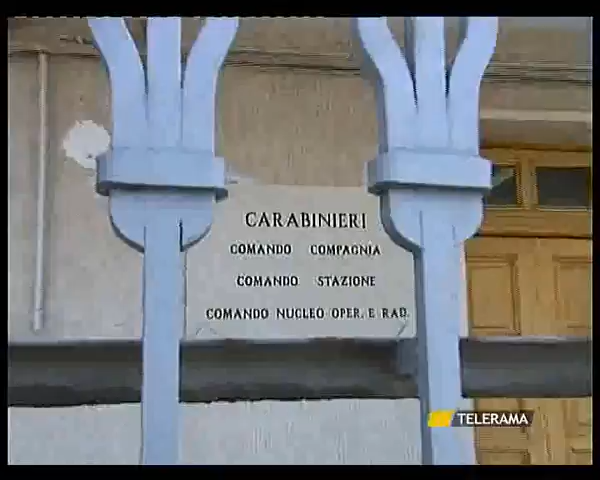 CARABINIERI
COMANDO COMPAGNIA
COMANDO STAZIONE
COMANDO NUCLEO OPER. E RAD.
TELERAMA